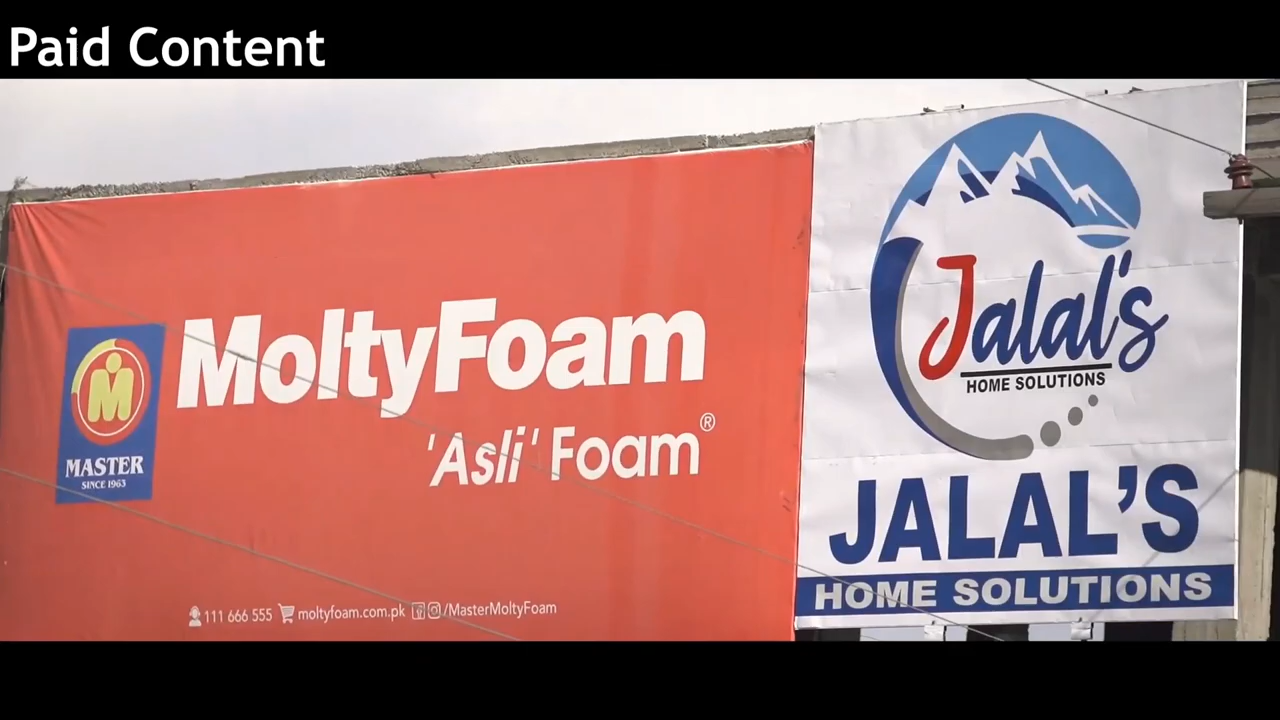 Paid Content
MoltyFoam
'Asli' Foam®
M
MASTER
SINCE 1963
111 666 555 moltyfoam.com.pk /MasterMoltyFoam
Jalal's
HOME SOLUTIONS
JALAL'S
HOME SOLUTIONS